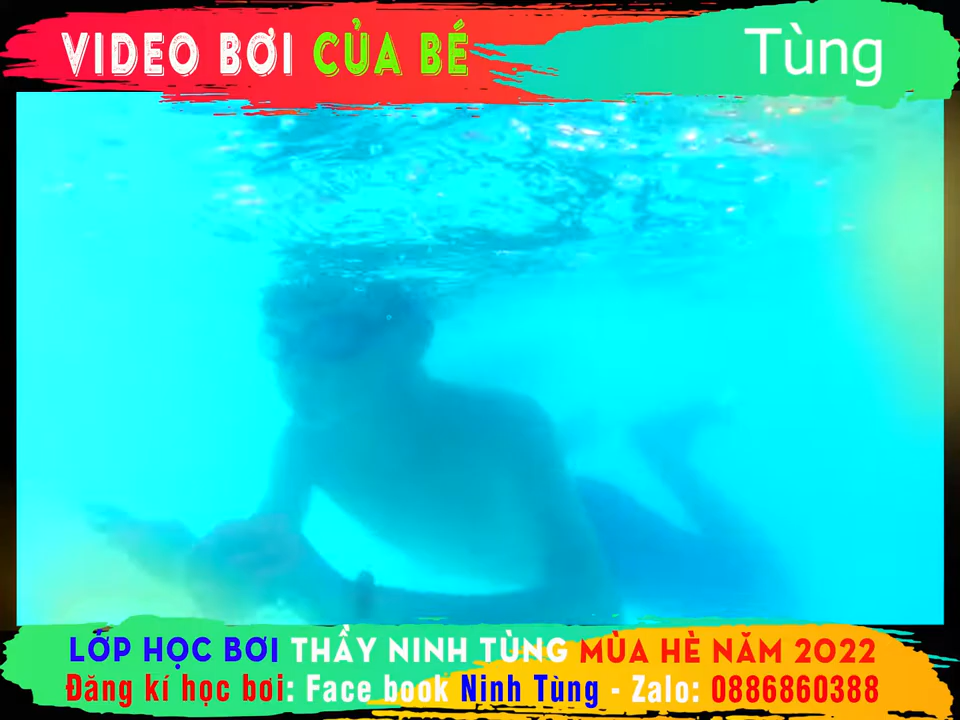 VIDEO BƠI CỦA BÉ
Tùng
LỚP HỌC BƠI THẦY NINH TÙNG MÙA HÈ NĂM 2022
Đăng kí học bơi: Face book Ninh Tùng - Zalo: 0886860388